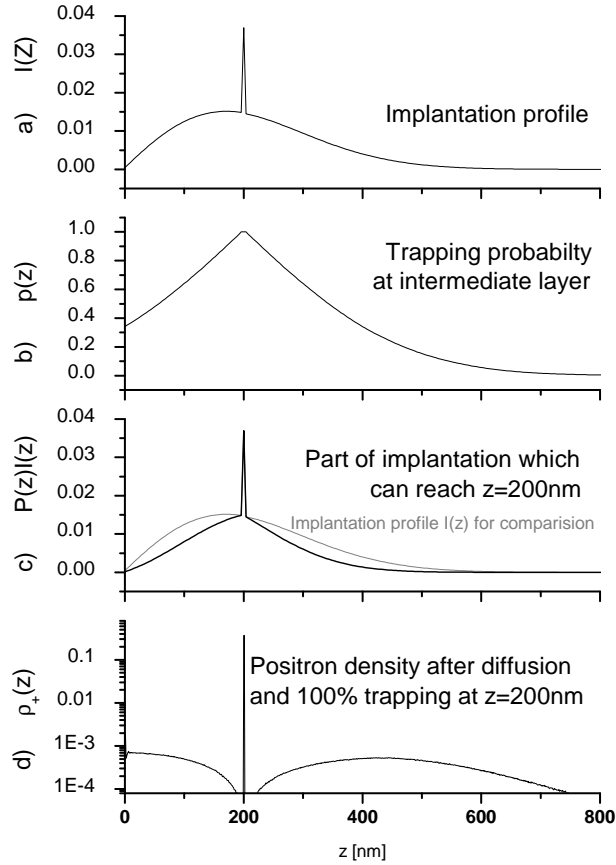 0.04
0.03
0.02
0.01
0.00
I(Z)
a)
Implantation profile
1.0
0.8
0.6
0.4
0.2
0.0
p(z)
b)
Trapping probabilty
at intermediate layer
0.04
0.03
0.02
0.01
0.00
P(z)I(z)
c)
Part of implantation which
can reach z=200nm
Implantation profile I(z) for comparision
0.1
0.01
1E-3
1E-4
ρ+(z)
d)
Positron density after diffusion
and 100% trapping at z=200nm
0 200 400 600 800
z [nm]